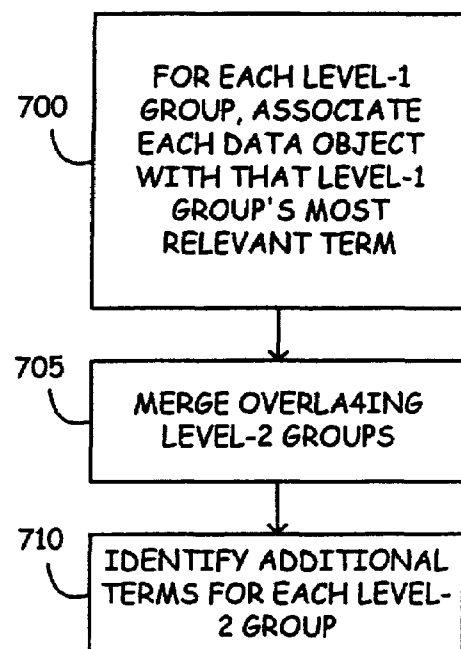 700
FOR EACH LEVEL-1
GROUP, ASSOCIATE
EACH DATA OBJECT
WITH THAT LEVEL-1
GROUP'S MOST
RELEVANT TERM
705
MERGE OVERLA4ING
LEVEL-2 GROUPS
710
IDENTIFY ADDITIONAL
TERMS FOR EACH LEVEL-
2 GROUP